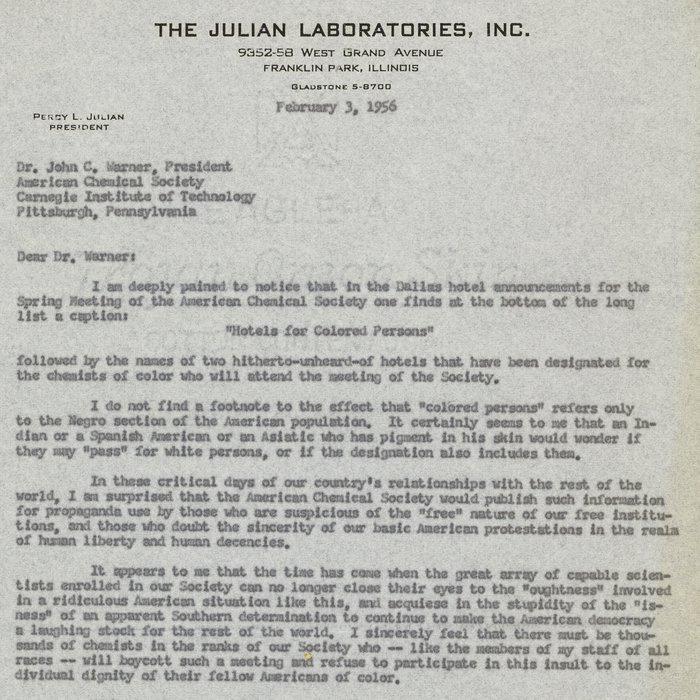 THE JULIAN LABORATORIES, INC.
9352-58 WEST GRAND AVENUE
FRANKLIN PARK, ILLINOIS
GLADSTONE 5-8700
February 3, 1956
PERCY L. JULIAN
PRESIDENT
Dr. John C. Warner, President
American Chemical Society
Carnegie Institute of Technology
Pittsburgh, Pennsylvania
Dear Dr. Warner:
I am deeply pained to notice that in the Dallas hotel announcements for the
Spring Meeting of the American Chemical Society one finds at the bottom of the long
list a caption:
"Hotels for Colored Persons"
followed by the names of two hitherto-unheard-of hotels that have been designated for
the chemists of color who will attend the meeting of the Society.
I do not find a footnote to the effect that "colored persons" refers only
to the Negro section of the American population. It certainly seems to me that an In-
dian or a Spanish American or an Asiatic who has pigment in his skin would wonder if
they may "pass" for white persons, or if the designation also includes them.
In these critical days of our country's relationships with the rest of the
world, I am surprised that the American Chemical Society would publish such information
for propaganda use by those who are suspicious of the "free" nature of our free institu-
tions, and those who doubt the sincerity of our basic American protestations in the realm
of human liberty and human decencies.
It appears to me that the time has come when the great array of capable scien-
tists enrolled in our Society can no longer close their eyes to the "oughtness" involved
in a ridiculous American situation like this, and acquiese in the stupidity of the "is-
ness" of an apparent Southern determination to continue to make the American democracy
a laughing stock for the rest of the world. I sincerely feel that there must be thou-
sands of chemists in the ranks of our Society who -- like the members of my staff of all
races -- will boycott such a meeting and refuse to participate in this insult to the in-
dividual dignity of their fellow Americans of color.